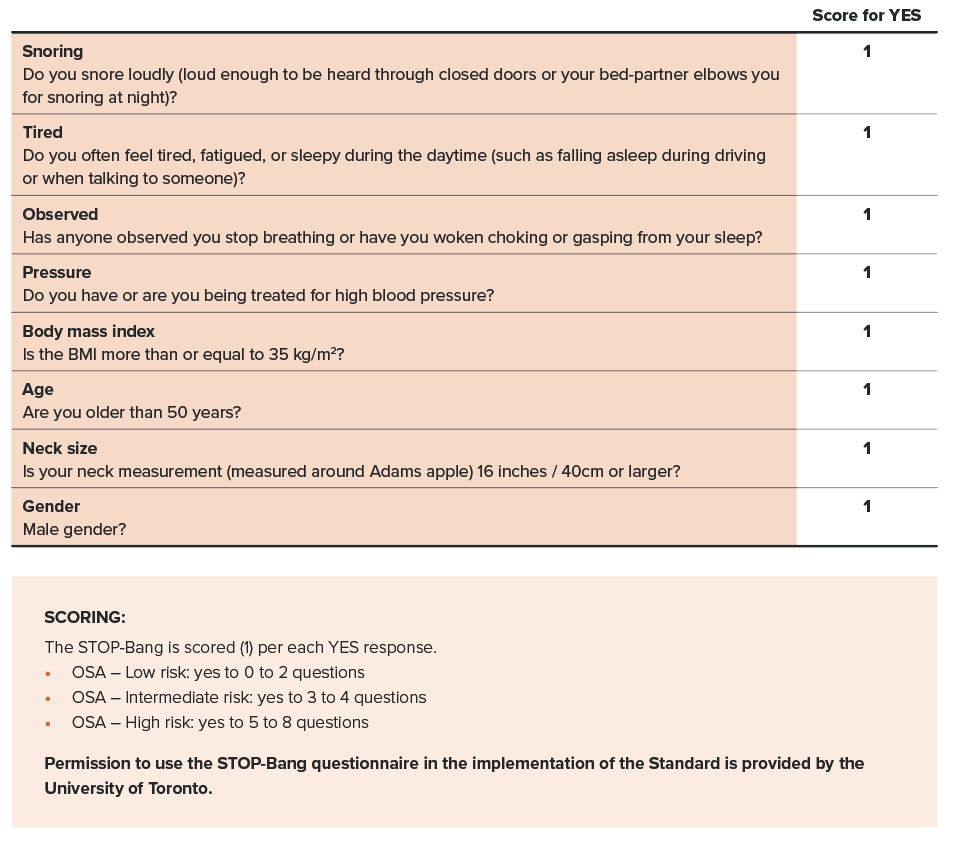 Score for YES
Snoring 1
Do you snore loudly (loud enough to be heard through closed doors or your bed-partner elbows you
for snoring at night)?
Tired 1
Do you often feel tired, fatigued, or sleepy during the daytime (such as falling asleep during driving
or when talking to someone)?
Observed 1
Has anyone observed you stop breathing or have you woken choking or gasping from your sleep?
Pressure 1
Do you have or are you being treated for high blood pressure?
Body mass index 1
Is the BMI more than or equal to 35 kg/m²?
Age 1
Are you older than 50 years?
Neck size 1
Is your neck measurement (measured around Adams apple) 16 inches / 40cm or larger?
Gender 1
Male gender?
SCORING:
The STOP-Bang is scored (1) per each YES response.
• OSA – Low risk: yes to 0 to 2 questions
• OSA – Intermediate risk: yes to 3 to 4 questions
• OSA – High risk: yes to 5 to 8 questions
Permission to use the STOP-Bang questionnaire in the implementation of the Standard is provided by the
University of Toronto.